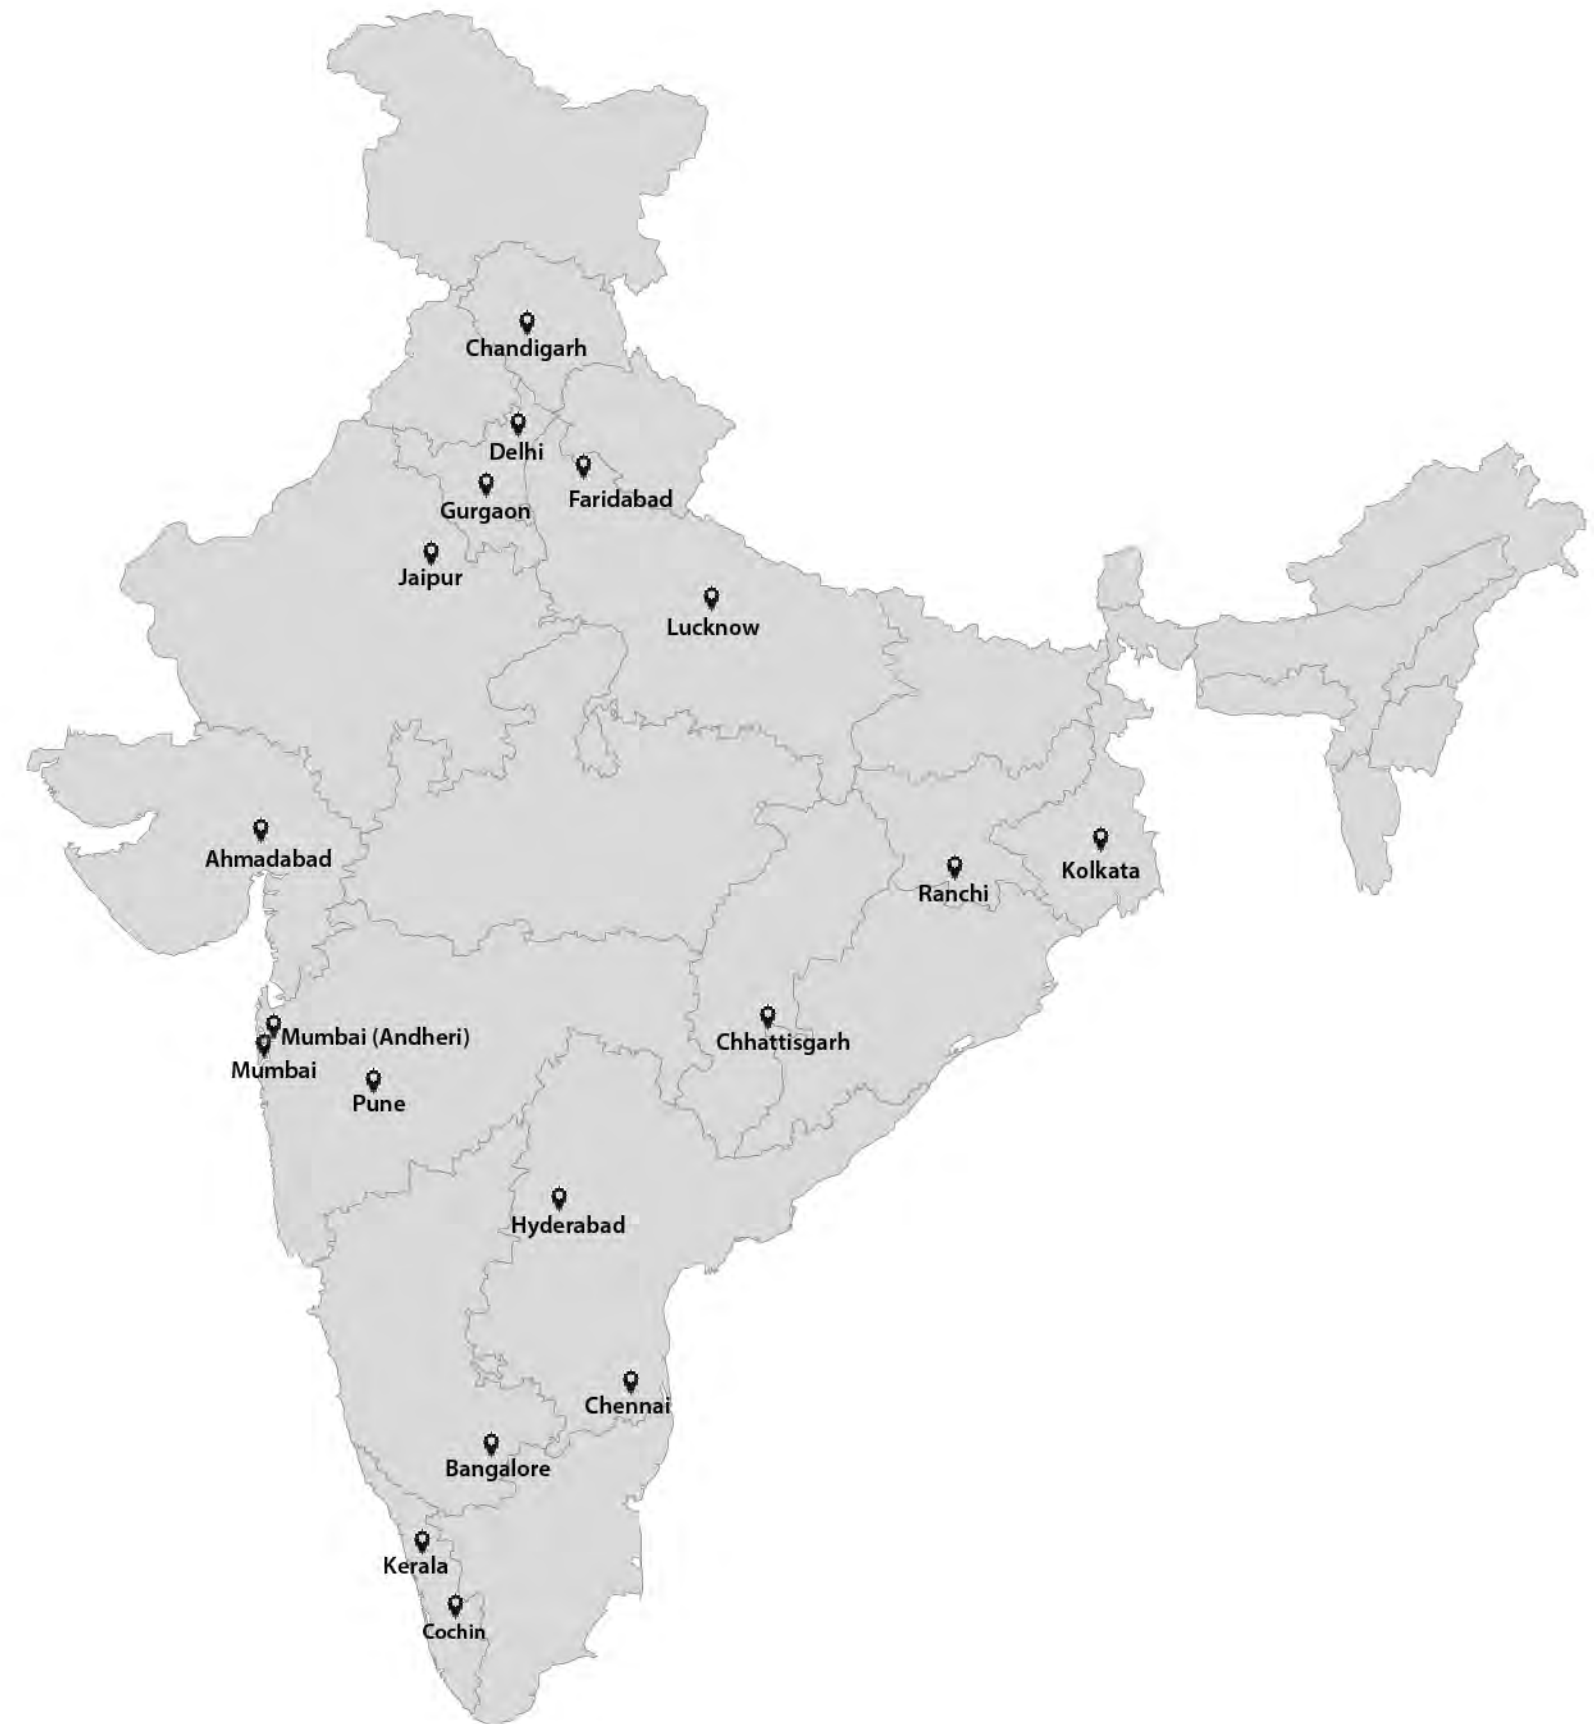 Chandigarh
Delhi
Faridabad
Gurgaon
Jaipur
Lucknow
Ahmadabad
Kolkata
Ranchi
Mumbai (Andheri)
Chhattisgarh
Mumbai
Pune
Hyderabad
Chennai
Bangalore
Kerala
Cochin